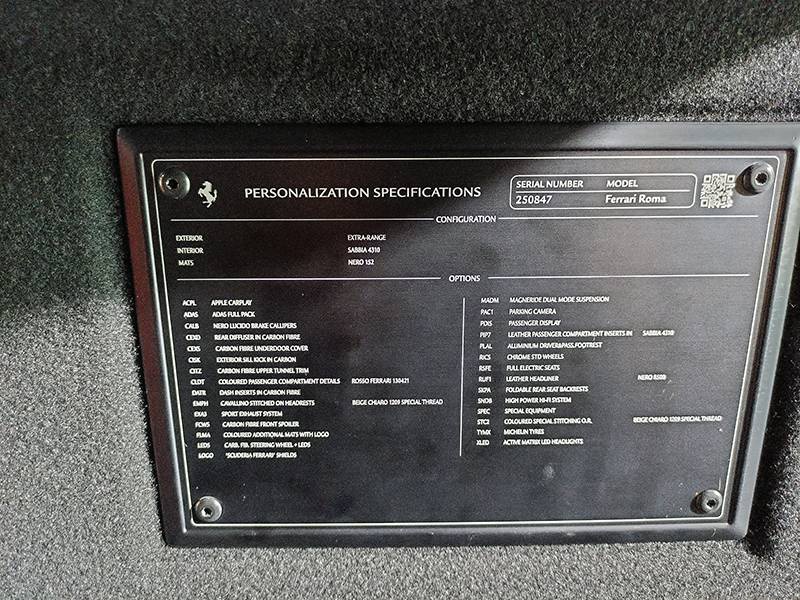 PERSONALIZATION SPECIFICATIONS
SERIAL NUMBER MODEL
250847 Ferrari Roma
CONFIGURATION
EXTERIOR EXTRA-RANGE
INTERIOR SABBIA 4310
MATS NERO 152
OPTIONS
ACPL APPLE CARPLAY
ADAS ADAS FULL PACK
CALB NERO LUCIDO BRAKE CALLIPERS
CEXD REAR DIFFUSER IN CARBON FIBRE
CEXS CARBON FIBRE UNDERDOOR COVER
CISK EXTERIOR SILL KICK IN CARBON
CITZ CARBON FIBRE UPPER TUNNEL TRIM
CLDT COLOURED PASSENGER COMPARTMENT DETAILS ROSSO FERRARI 130421
DATR DASH INSERTS IN CARBON FIBRE
EMPH CAVALLINO STITCHED ON HEADRESTS BEIGE CHIARO 1209 SPECIAL THREAD
EXA3 SPORT EXHAUST SYSTEM
FCWS CARBON FIBRE FRONT SPOILER
FLMA COLOURED ADDITIONAL MATS WITH LOGO
LEDS CARB. FIB. STEERING WHEEL + LEDS
LOGO "SCUDERIA FERRARI" SHIELDS
MADM MAGNERIDE DUAL MODE SUSPENSION
PAC1 PARKING CAMERA
PDIS PASSENGER DISPLAY
PIP7 LEATHER PASSENGER COMPARTMENT INSERTS IN SABBIA 4310
PLAL ALUMINIUM DRIVER&PASS.FOOTREST
RICS CHROME STD WHEELS
RSFE FULL ELECTRIC SEATS
RUF1 LEATHER HEADLINER NERO 8500
SKPA FOLDABLE REAR SEAT BACKRESTS
SNDB HIGH POWER HI-FI SYSTEM
SPEC SPECIAL EQUIPMENT
STC2 COLOURED SPECIAL STITCHING O.R. BEIGE CHIARO 1209 SPECIAL THREAD
TYMX MICHELIN TYRES
XLED ACTIVE MATRIX LED HEADLIGHTS